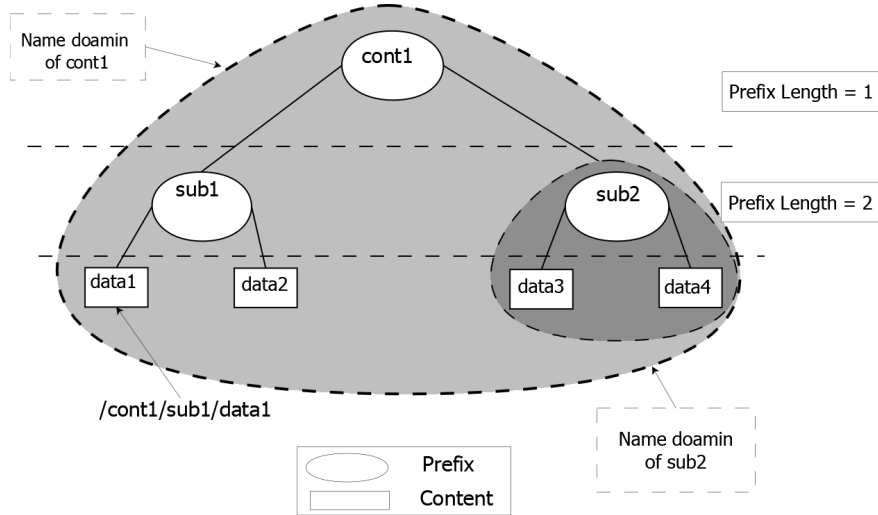 Name doamin
of cont1
cont1
Prefix Length = 1
sub1
sub2
Prefix Length = 2
data1
data2
data3
data4
/cont1/sub1/data1
Name doamin
of sub2
Prefix
Content